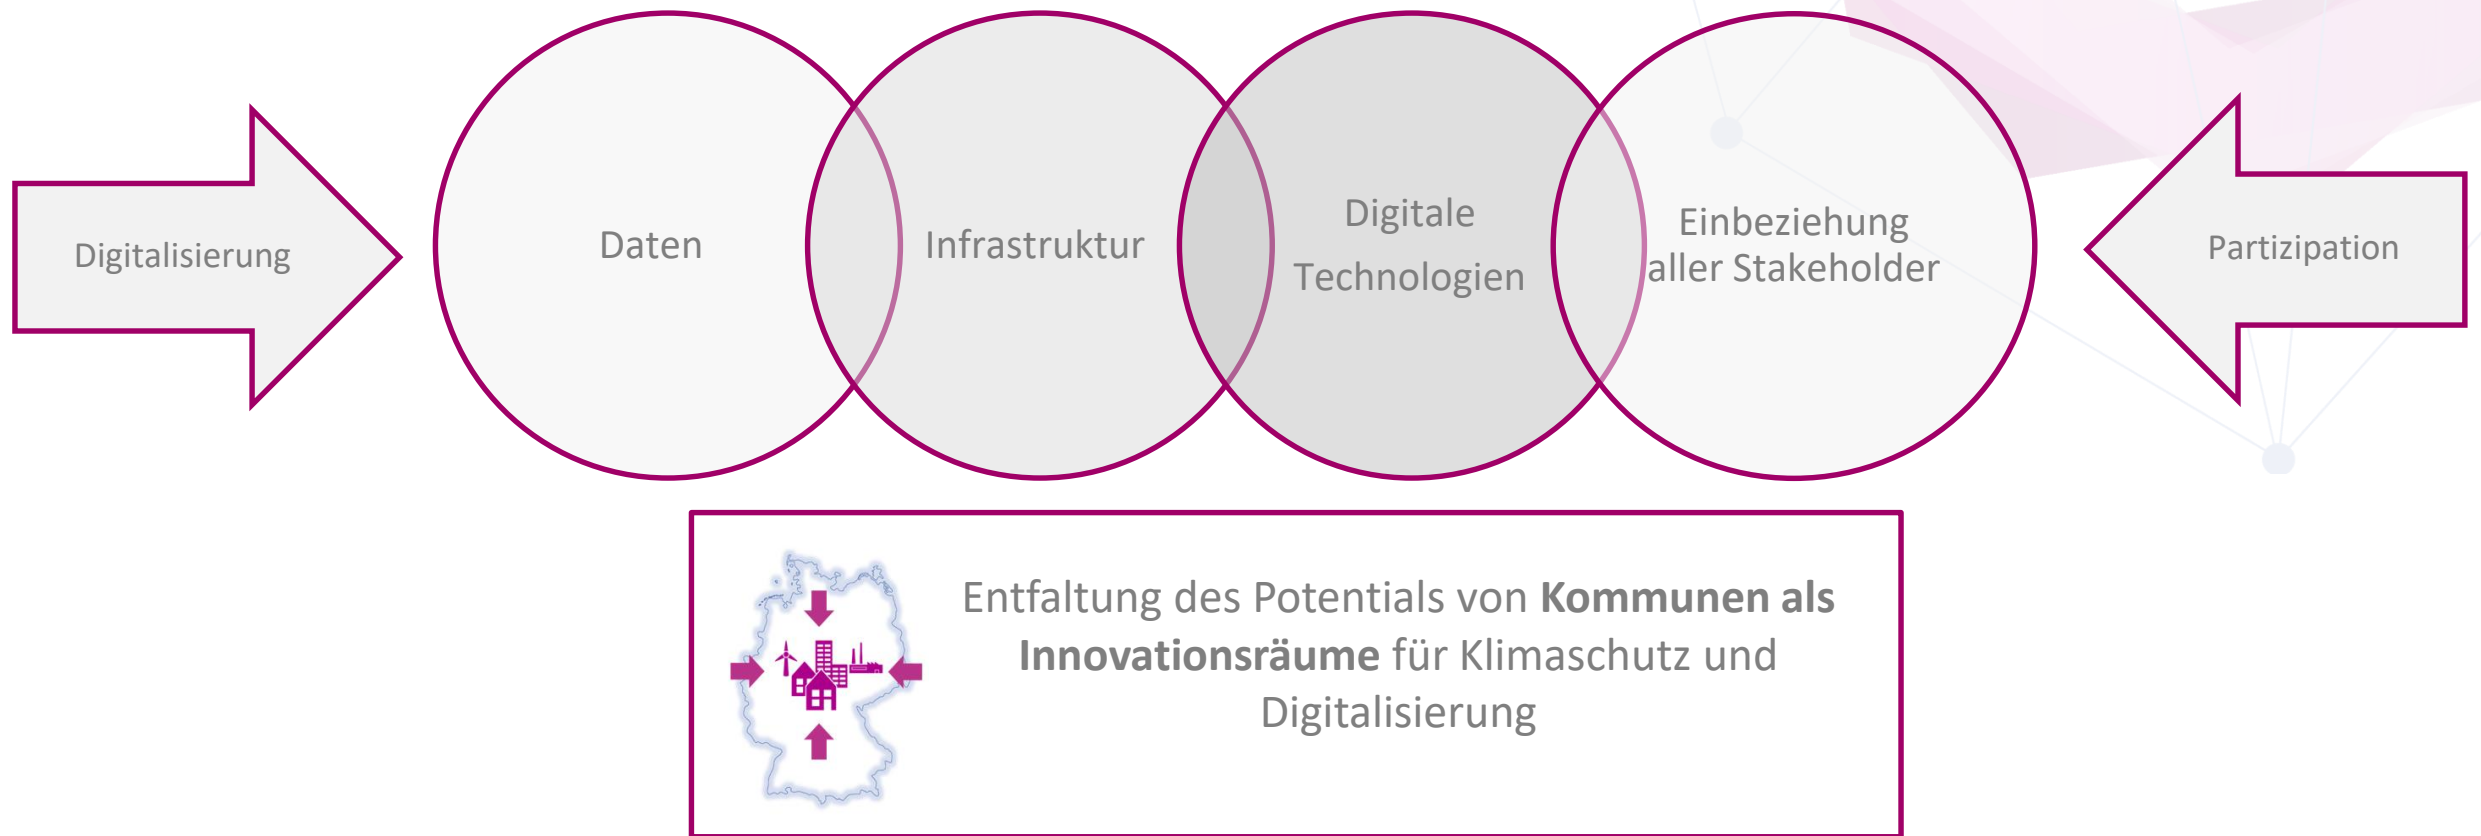 Digitalisierung
Daten
Infrastruktur
Digitale
Technologien
Einbeziehung
aller Stakeholder
Partizipation
Entfaltung des Potentials von Kommunen als
Innovationsräume für Klimaschutz und
Digitalisierung